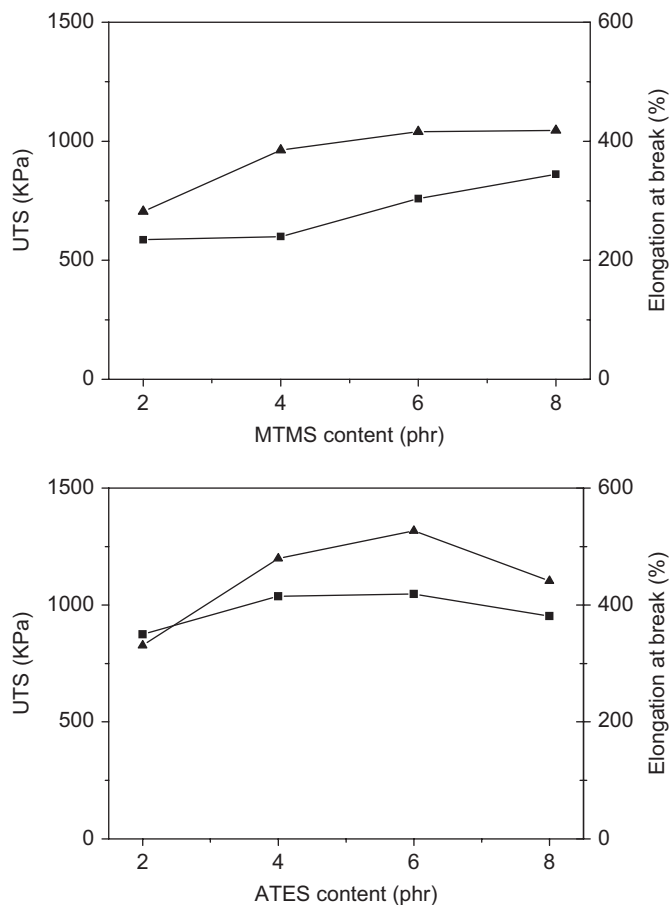 1500
1000
500
0
UTS (KPa)
600
400
200
0
Elongation at break (%)
2 4 6 8
MTMS content (phr)
1500
1000
500
0
UTS (KPa)
600
400
200
0
Elongation at break (%)
2 4 6 8
ATES content (phr)